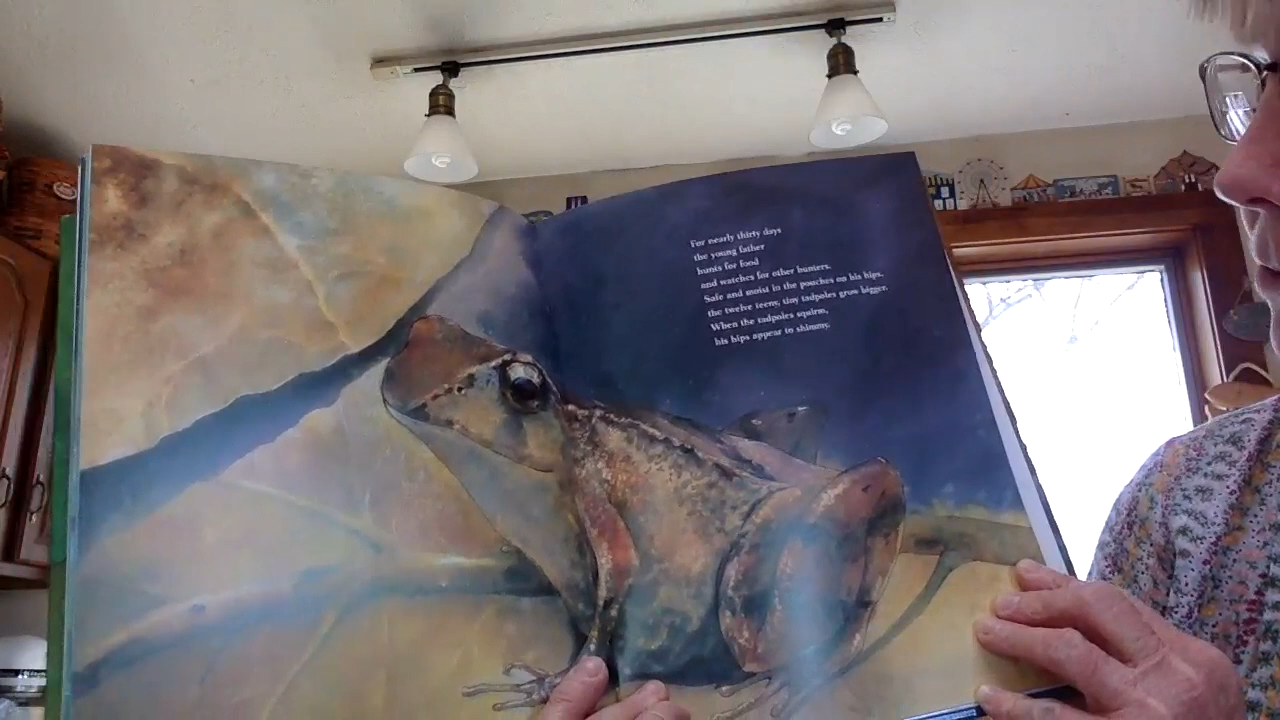 For nearly thirty days
the young father
hunts for food
and watches for other hunters.
Safe and moist in the pouches on his hips,
the twelve teeny, tiny tadpoles grow bigger.
When the tadpoles squirm,
his hips appear to shimmy.